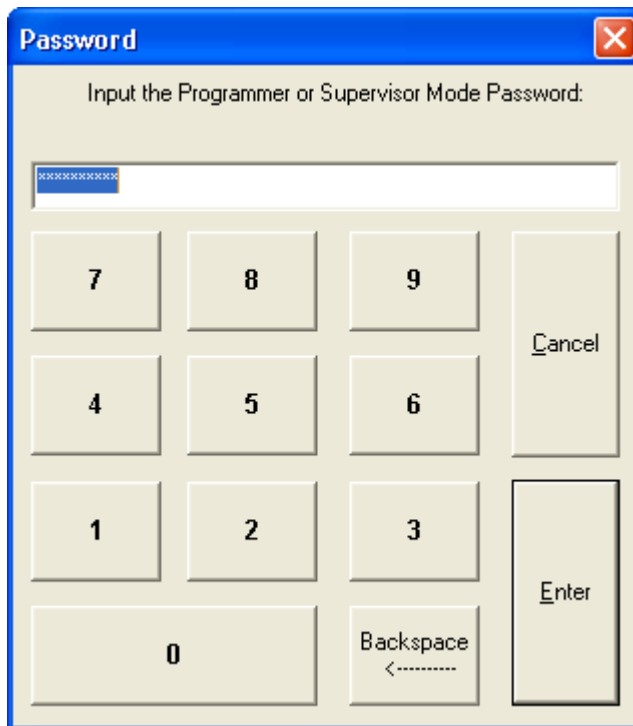 Password
Input the Programmer or Supervisor Mode Password:
xxxxxxxxxx
7 8 9
Cancel
4 5 6
1 2 3
Enter
0 Backspace
<----------